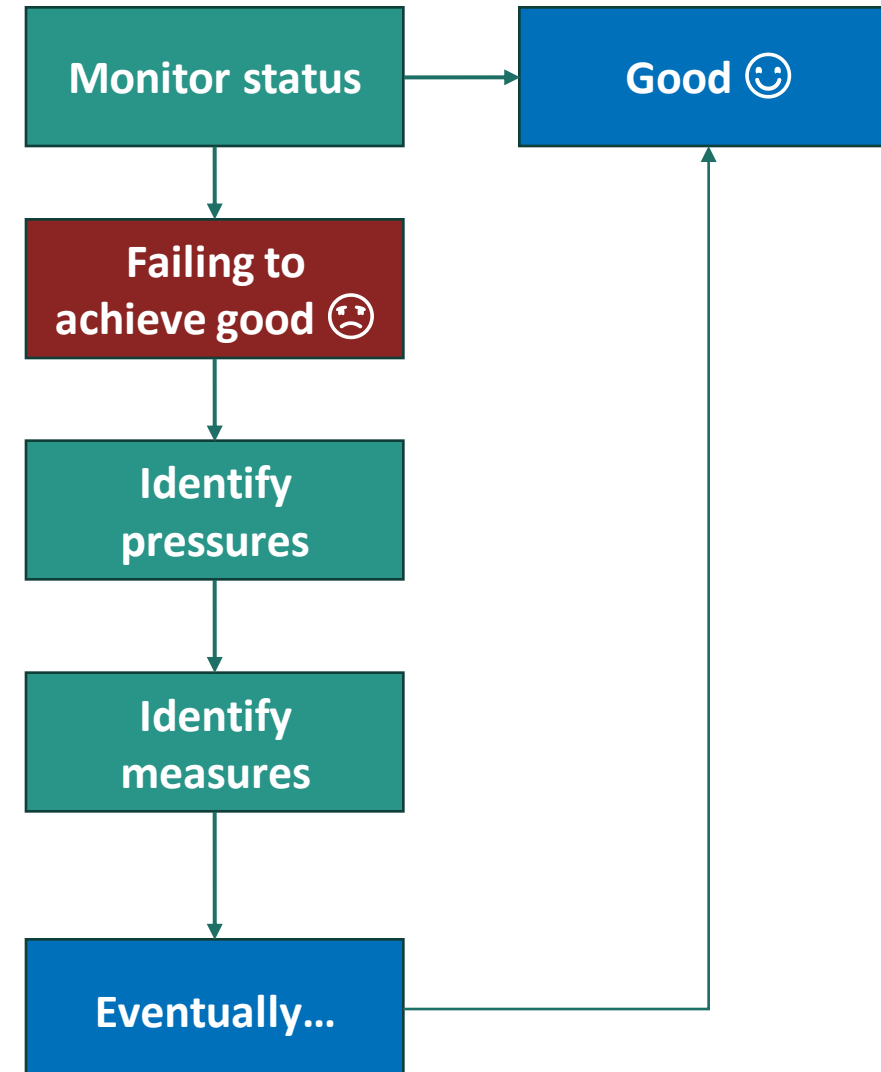 Monitor status
Good ☺
Failing to
achieve good ☹
Identify
pressures
Identify
measures
Eventually…